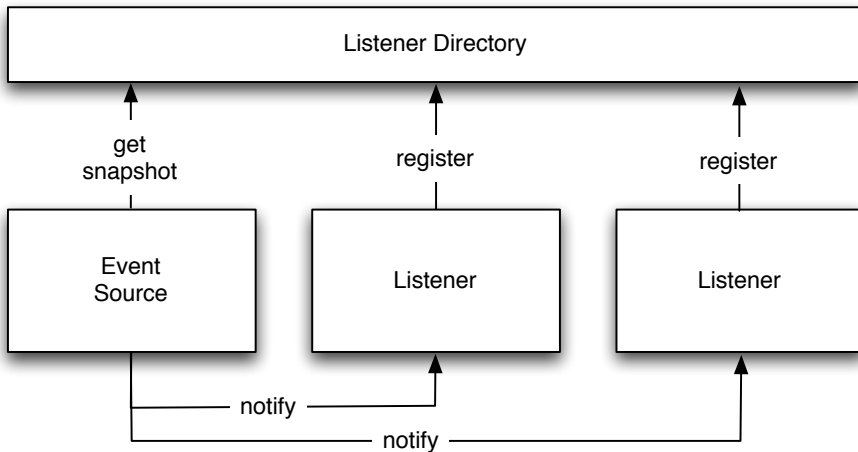 Listener Directory
get
snapshot
register
register
Event
Source
Listener
Listener
notify
notify